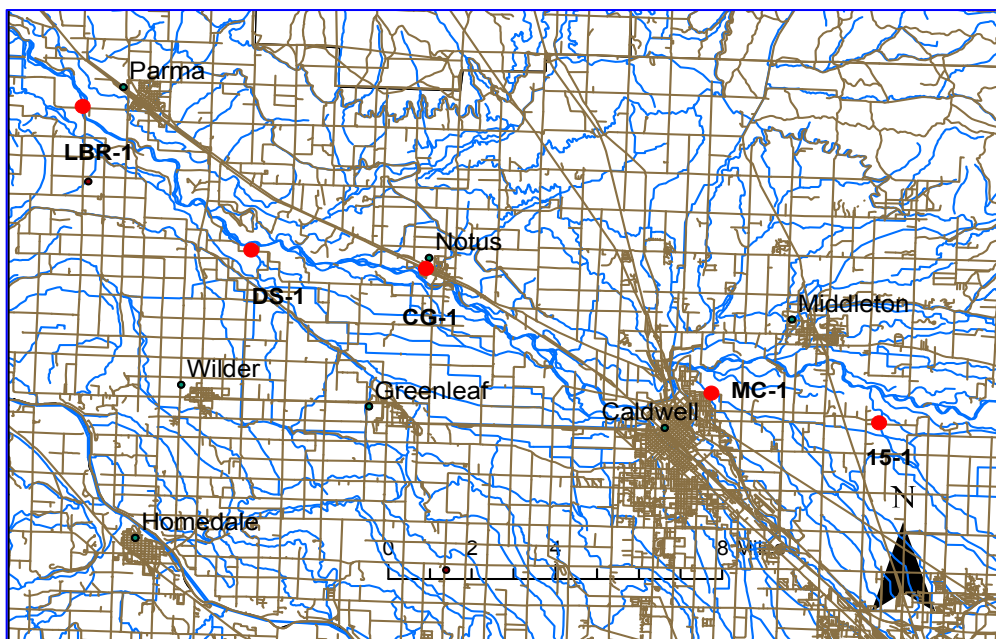 Parma
LBR-1
Notus
DS-1
CG-1
Middleton
Wilder
Greenleaf
MC-1
Caldwell
15-1
N
Homedale
0 2 4 8 Miles